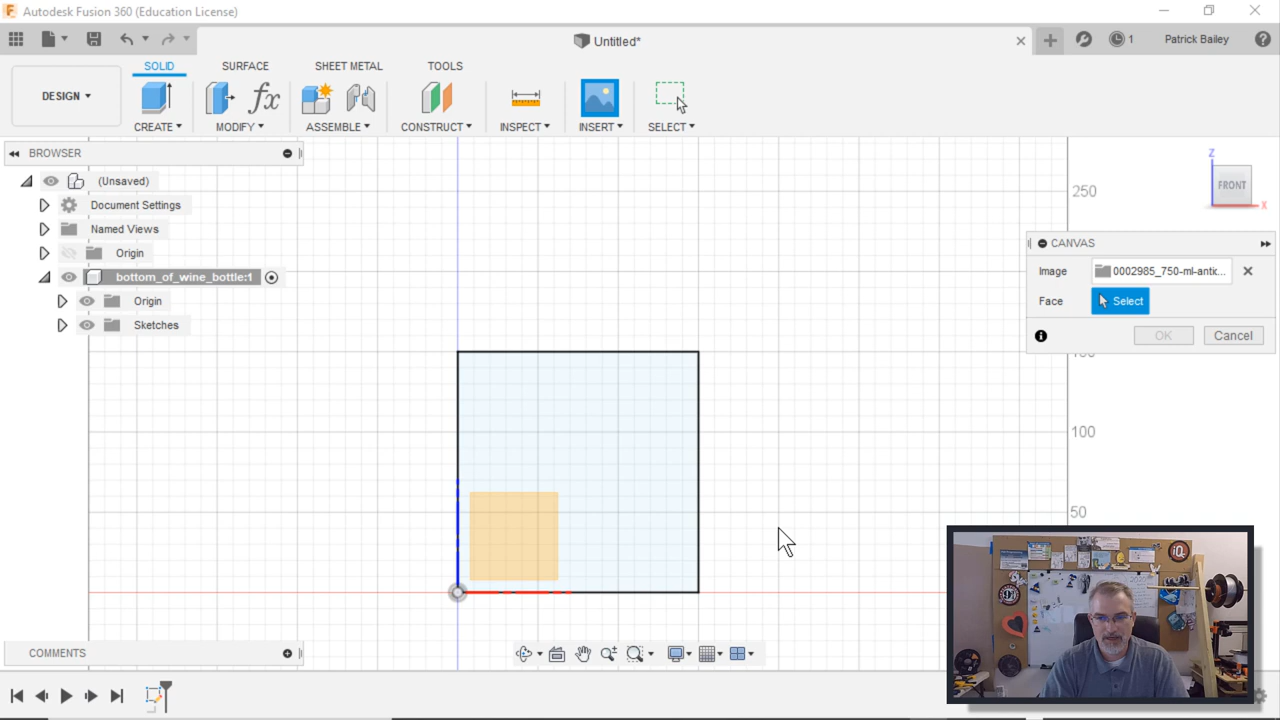 Autodesk Fusion 360 (Education License)
Untitled*
1
Patrick Bailey
SOLID
SURFACE
SHEET METAL
TOOLS
DESIGN
CREATE
MODIFY
ASSEMBLE
CONSTRUCT
INSPECT
INSERT
SELECT
BROWSER
(Unsaved)
Document Settings
Named Views
Origin
bottom_of_wine_bottle:1
Origin
Sketches
250
Z
FRONT
X
CANVAS
Image
0002985_750-ml-antik...
Face
Select
OK
Cancel
100
50
iQ
COMMENTS